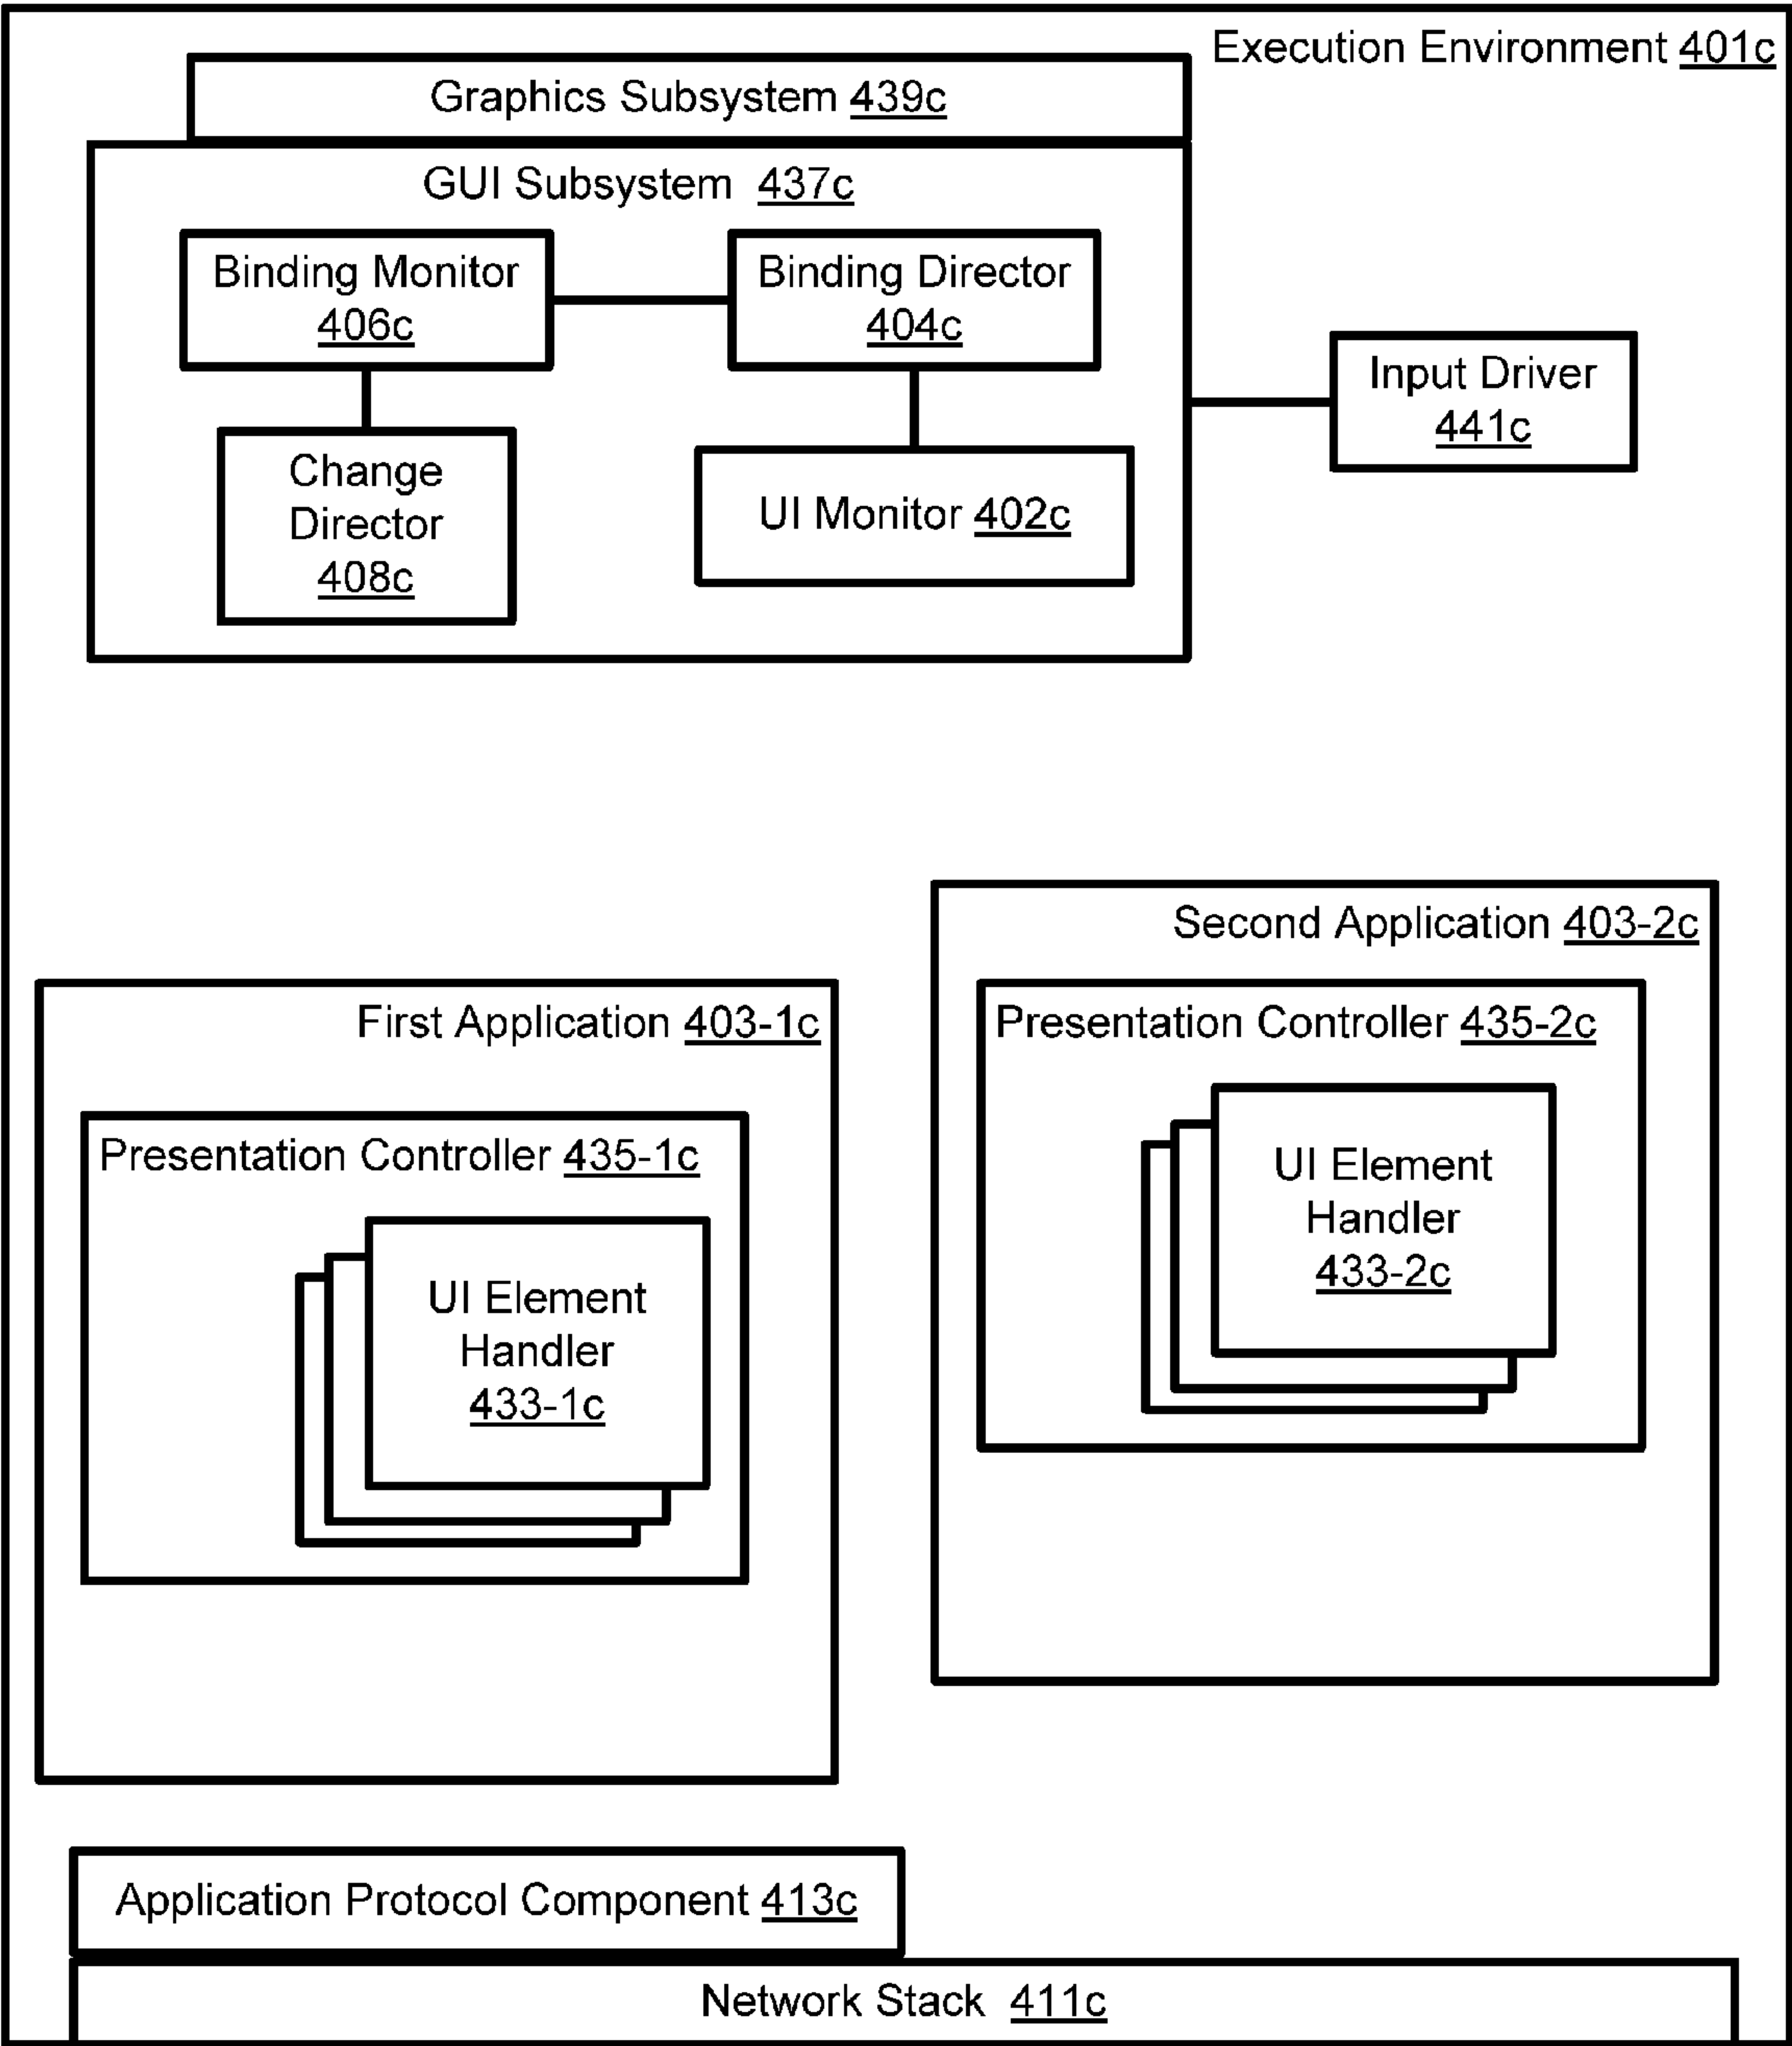 Execution Environment 401c
Graphics Subsystem 439c
GUI Subsystem 437c
Binding Monitor
406c
Binding Director
404c
Input Driver
441c
Change
Director
408c
UI Monitor 402c
Second Application 403-2c
First Application 403-1c
Presentation Controller 435-2c
Presentation Controller 435-1c
UI Element
Handler
433-2c
UI Element
Handler
433-1c
Application Protocol Component 413c
Network Stack 411c